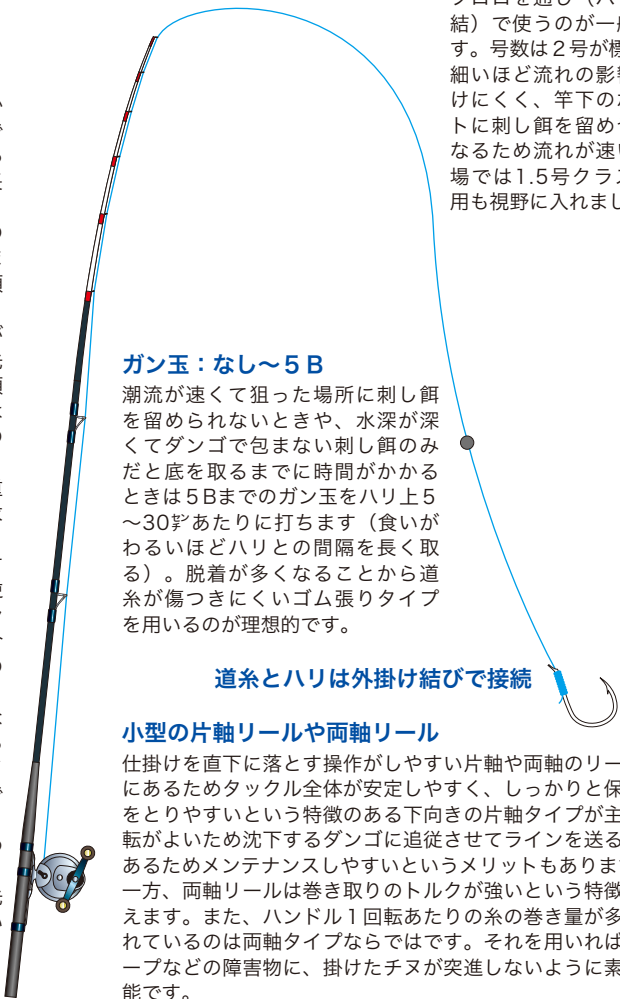 結）で使うのが一般
す。号数は２号が標
細いほど流れの影響
けにくく、竿下のポ
トに刺し餌を留めや
なるため流れが速い
場では1.5号クラス
用も視野に入れまし
ガン玉：なし〜５Ｂ
潮流が速くて狙った場所に刺し餌
を留められないときや、水深が深
くてダンゴで包まない刺し餌のみ
だと底を取るまでに時間がかかる
ときは５Bまでのガン玉をハリ上５
〜30㌢あたりに打ちます（食いが
わるいほどハリとの間隔を長く取
る）。脱着が多くなることから道
糸が傷つきにくいゴム張りタイプ
を用いるのが理想的です。
道糸とハリは外掛け結びで接続
小型の片軸リールや両軸リール
仕掛けを直下に落とす操作がしやすい片軸や両軸のリー
にあるためタックル全体が安定しやすく、しっかりと保
をとりやすいという特徴のある下向きの片軸タイプが主
転がよいため沈下するダンゴに追従させてラインを送る
あるためメンテナンスしやすいというメリットもあります
一方、両軸リールは巻き取りのトルクが強いという特徴
えます。また、ハンドル１回転あたりの糸の巻き量が多
れているのは両軸タイプならではです。それを用いれば
ープなどの障害物に、掛けたチヌが突進しないように素
能です。